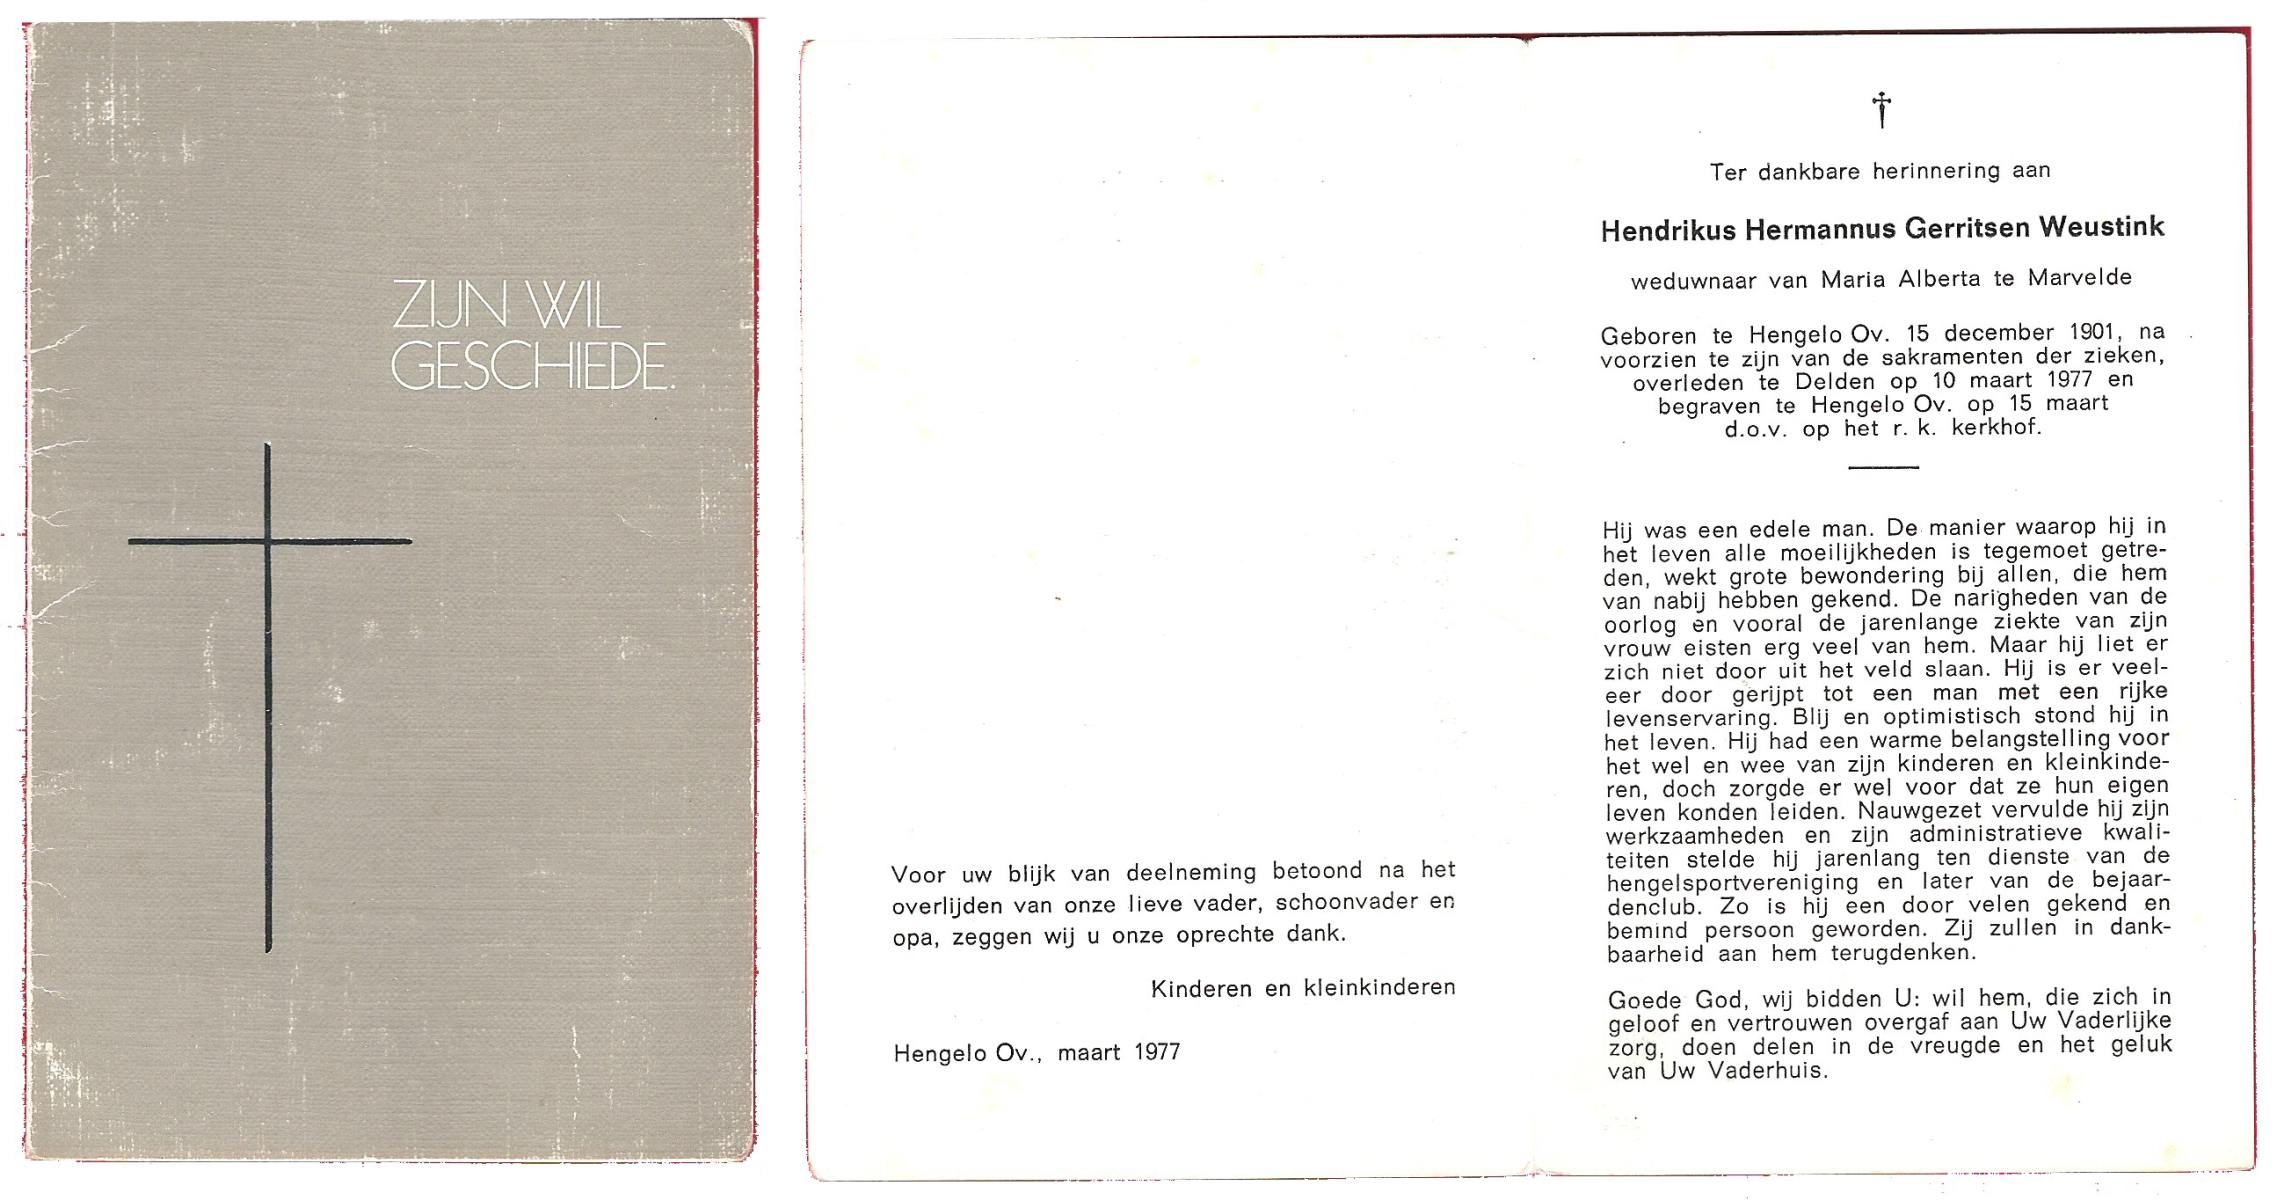 ZIJN WIL
GESCHIEDE.
Voor uw blijk van deelneming betoond na het
overlijden van onze lieve vader, schoonvader en
opa, zeggen wij u onze oprechte dank.
Kinderen en kleinkinderen
Hengelo Ov., maart 1977
Ter dankbare herinnering aan
Hendrikus Hermannus Gerritsen Weustink
weduwnaar van Maria Alberta te Marvelde
Geboren te Hengelo Ov. 15 december 1901, na
voorzien te zijn van de sakramenten der zieken,
overleden te Delden op 10 maart 1977 en
begraven te Hengelo Ov. op 15 maart
d.o.v. op het r. k. kerkhof.
Hij was een edele man. De manier waarop hij in
het leven alle moeilijkheden is tegemoet getre-
den, wekt grote bewondering bij allen, die hem
van nabij hebben gekend. De narigheden van de
oorlog en vooral de jarenlange ziekte van zijn
vrouw eisten erg veel van hem. Maar hij liet er
zich niet door uit het veld slaan. Hij is er veel-
eer door gerijpt tot een man met een rijke
levenservaring. Blij en optimistisch stond hij in
het leven. Hij had een warme belangstelling voor
het wel en wee van zijn kinderen en kleinkinde-
ren, doch zorgde er wel voor dat ze hun eigen
leven konden leiden. Nauwgezet vervulde hij zijn
werkzaamheden en zijn administratieve kwali-
teiten stelde hij jarenlang ten dienste van de
hengelsportvereniging en later van de bejaar-
denclub. Zo is hij een door velen gekend en
bemind persoon geworden. Zij zullen in dank-
baarheid aan hem terugdenken.
Goede God, wij bidden U: wil hem, die zich in
geloof en vertrouwen overgaf aan Uw Vaderlijke
zorg, doen delen in de vreugde en het geluk
van Uw Vaderhuis.